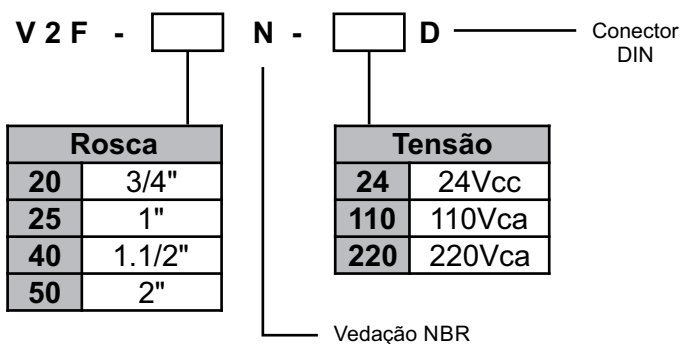 V 2 F - N - D Conector
DIN
Rosca
20 3/4"
25 1"
40 1.1/2"
50 2"
Tensão
24 24Vcc
110 110Vca
220 220Vca
Vedação NBR